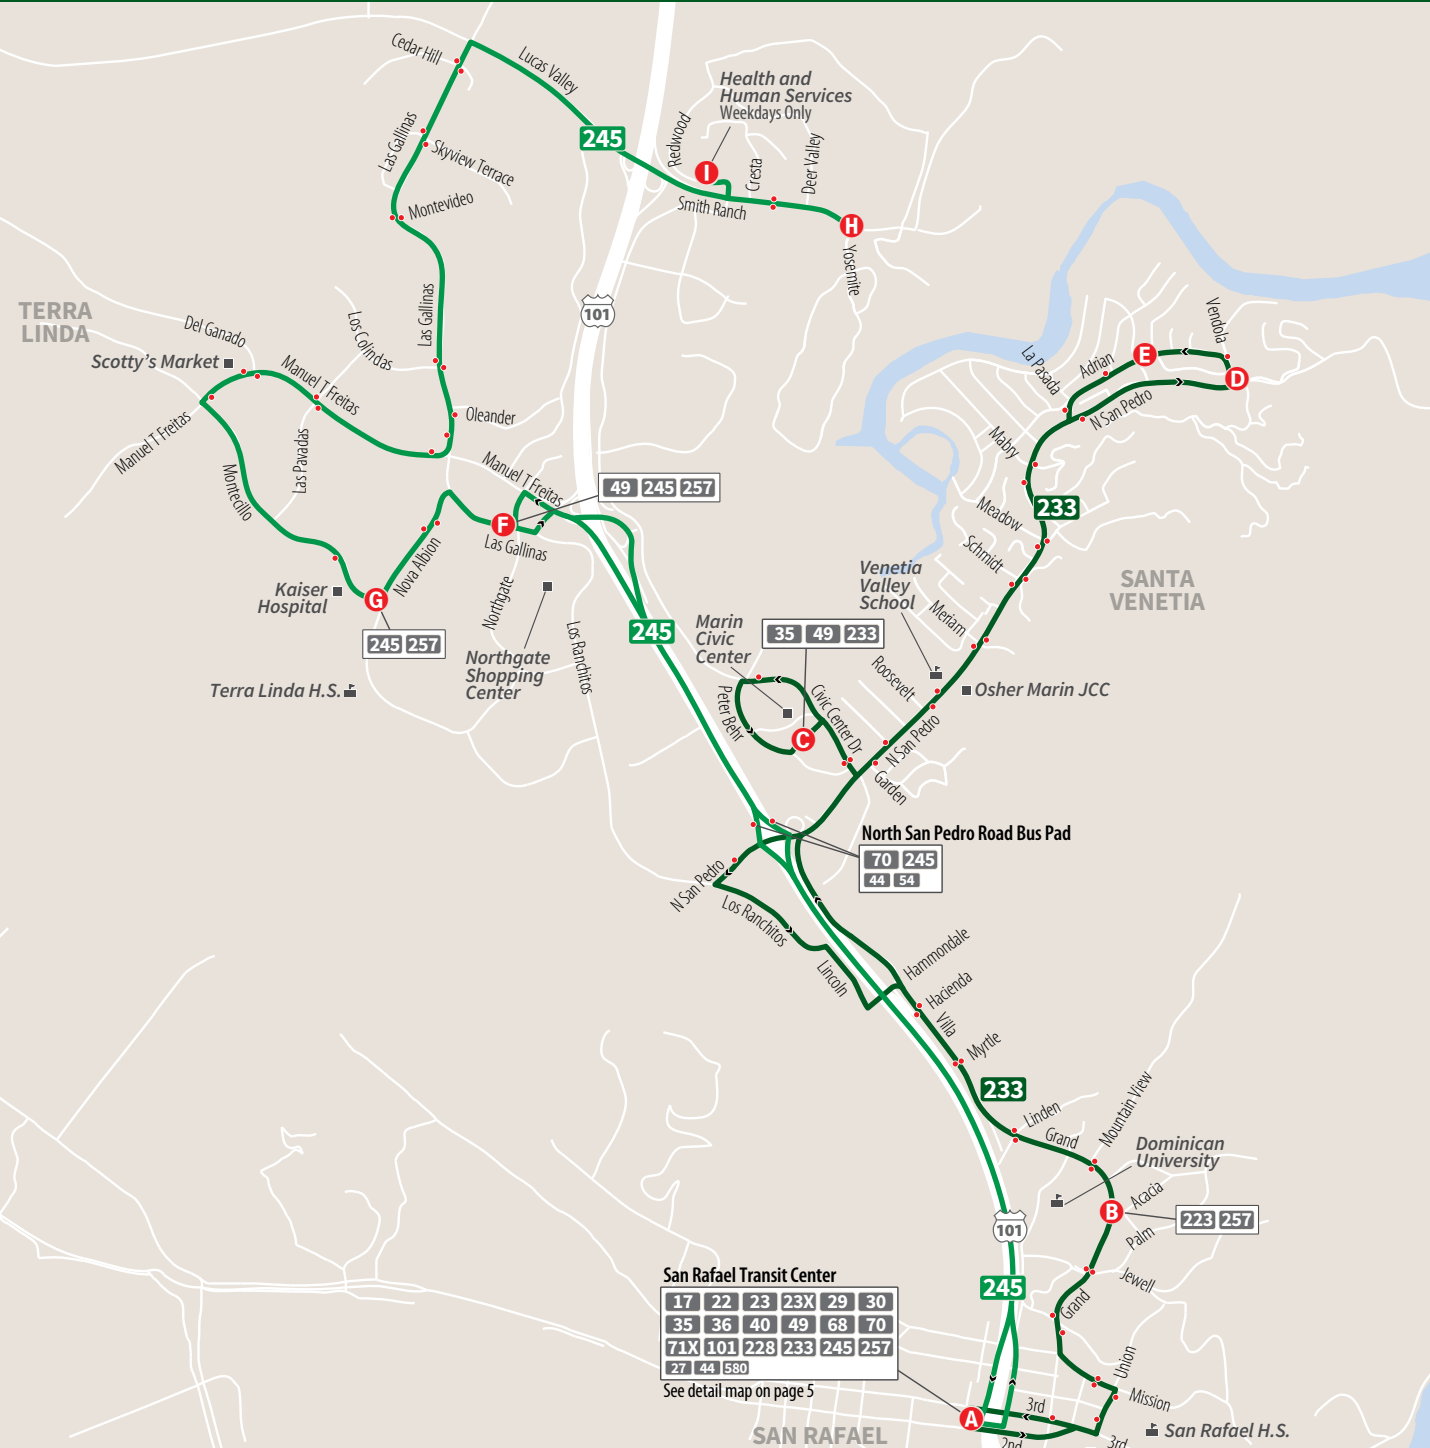 Cedar Hill
Lucas Valley
Health and
Human Services
Weekdays Only
245
Las Gallinas
Skyview Terrace
Redwood
I
Cresta
Deer Valley
Montevideo
Smith Ranch
H
Yosemite
TERRA
LINDA
Del Ganado
Los Colindas
Las Gallinas
101
Scotty's Market
Manuel T Freitas
La Pasada
Adrian
E
Vendola
D
N San Pedro
Manuel T Freitas
Las Pavadas
Oleander
Mabry
Montecillo
Manuel T Freitas
49 245 257
F
Las Gallinas
Meadow
233
Schmidt
Nova Albion
Kaiser
Hospital
G
245 257
Northgate
Northgate
Shopping
Center
Los Ranchitos
Terra Linda H.S.
245
Venetia
Valley
School
Meriam
SANTA
VENETIA
Marin
Civic
Center
35 49 233
Roosevelt
Osher Marin JCC
Peter Behr
C
Civic Center Dr
N San Pedro
Garden
North San Pedro Road Bus Pad
70 245
44 54
N San Pedro
Los Ranchitos
Lincoln
Hammondale
Hacienda
Villa
Myrtle
233
Linden
Grand
Mountain View
Dominican
University
Acacia
B
223 257
Palm
101
Jewell
245
Grand
San Rafael Transit Center
17 22 23 23X 29 30
35 36 40 49 68 70
71X 101 228 233 245 257
27 44 580
See detail map on page 5
Union
Mission
A
3rd
SAN RAFAEL
2nd
3rd
San Rafael H.S.